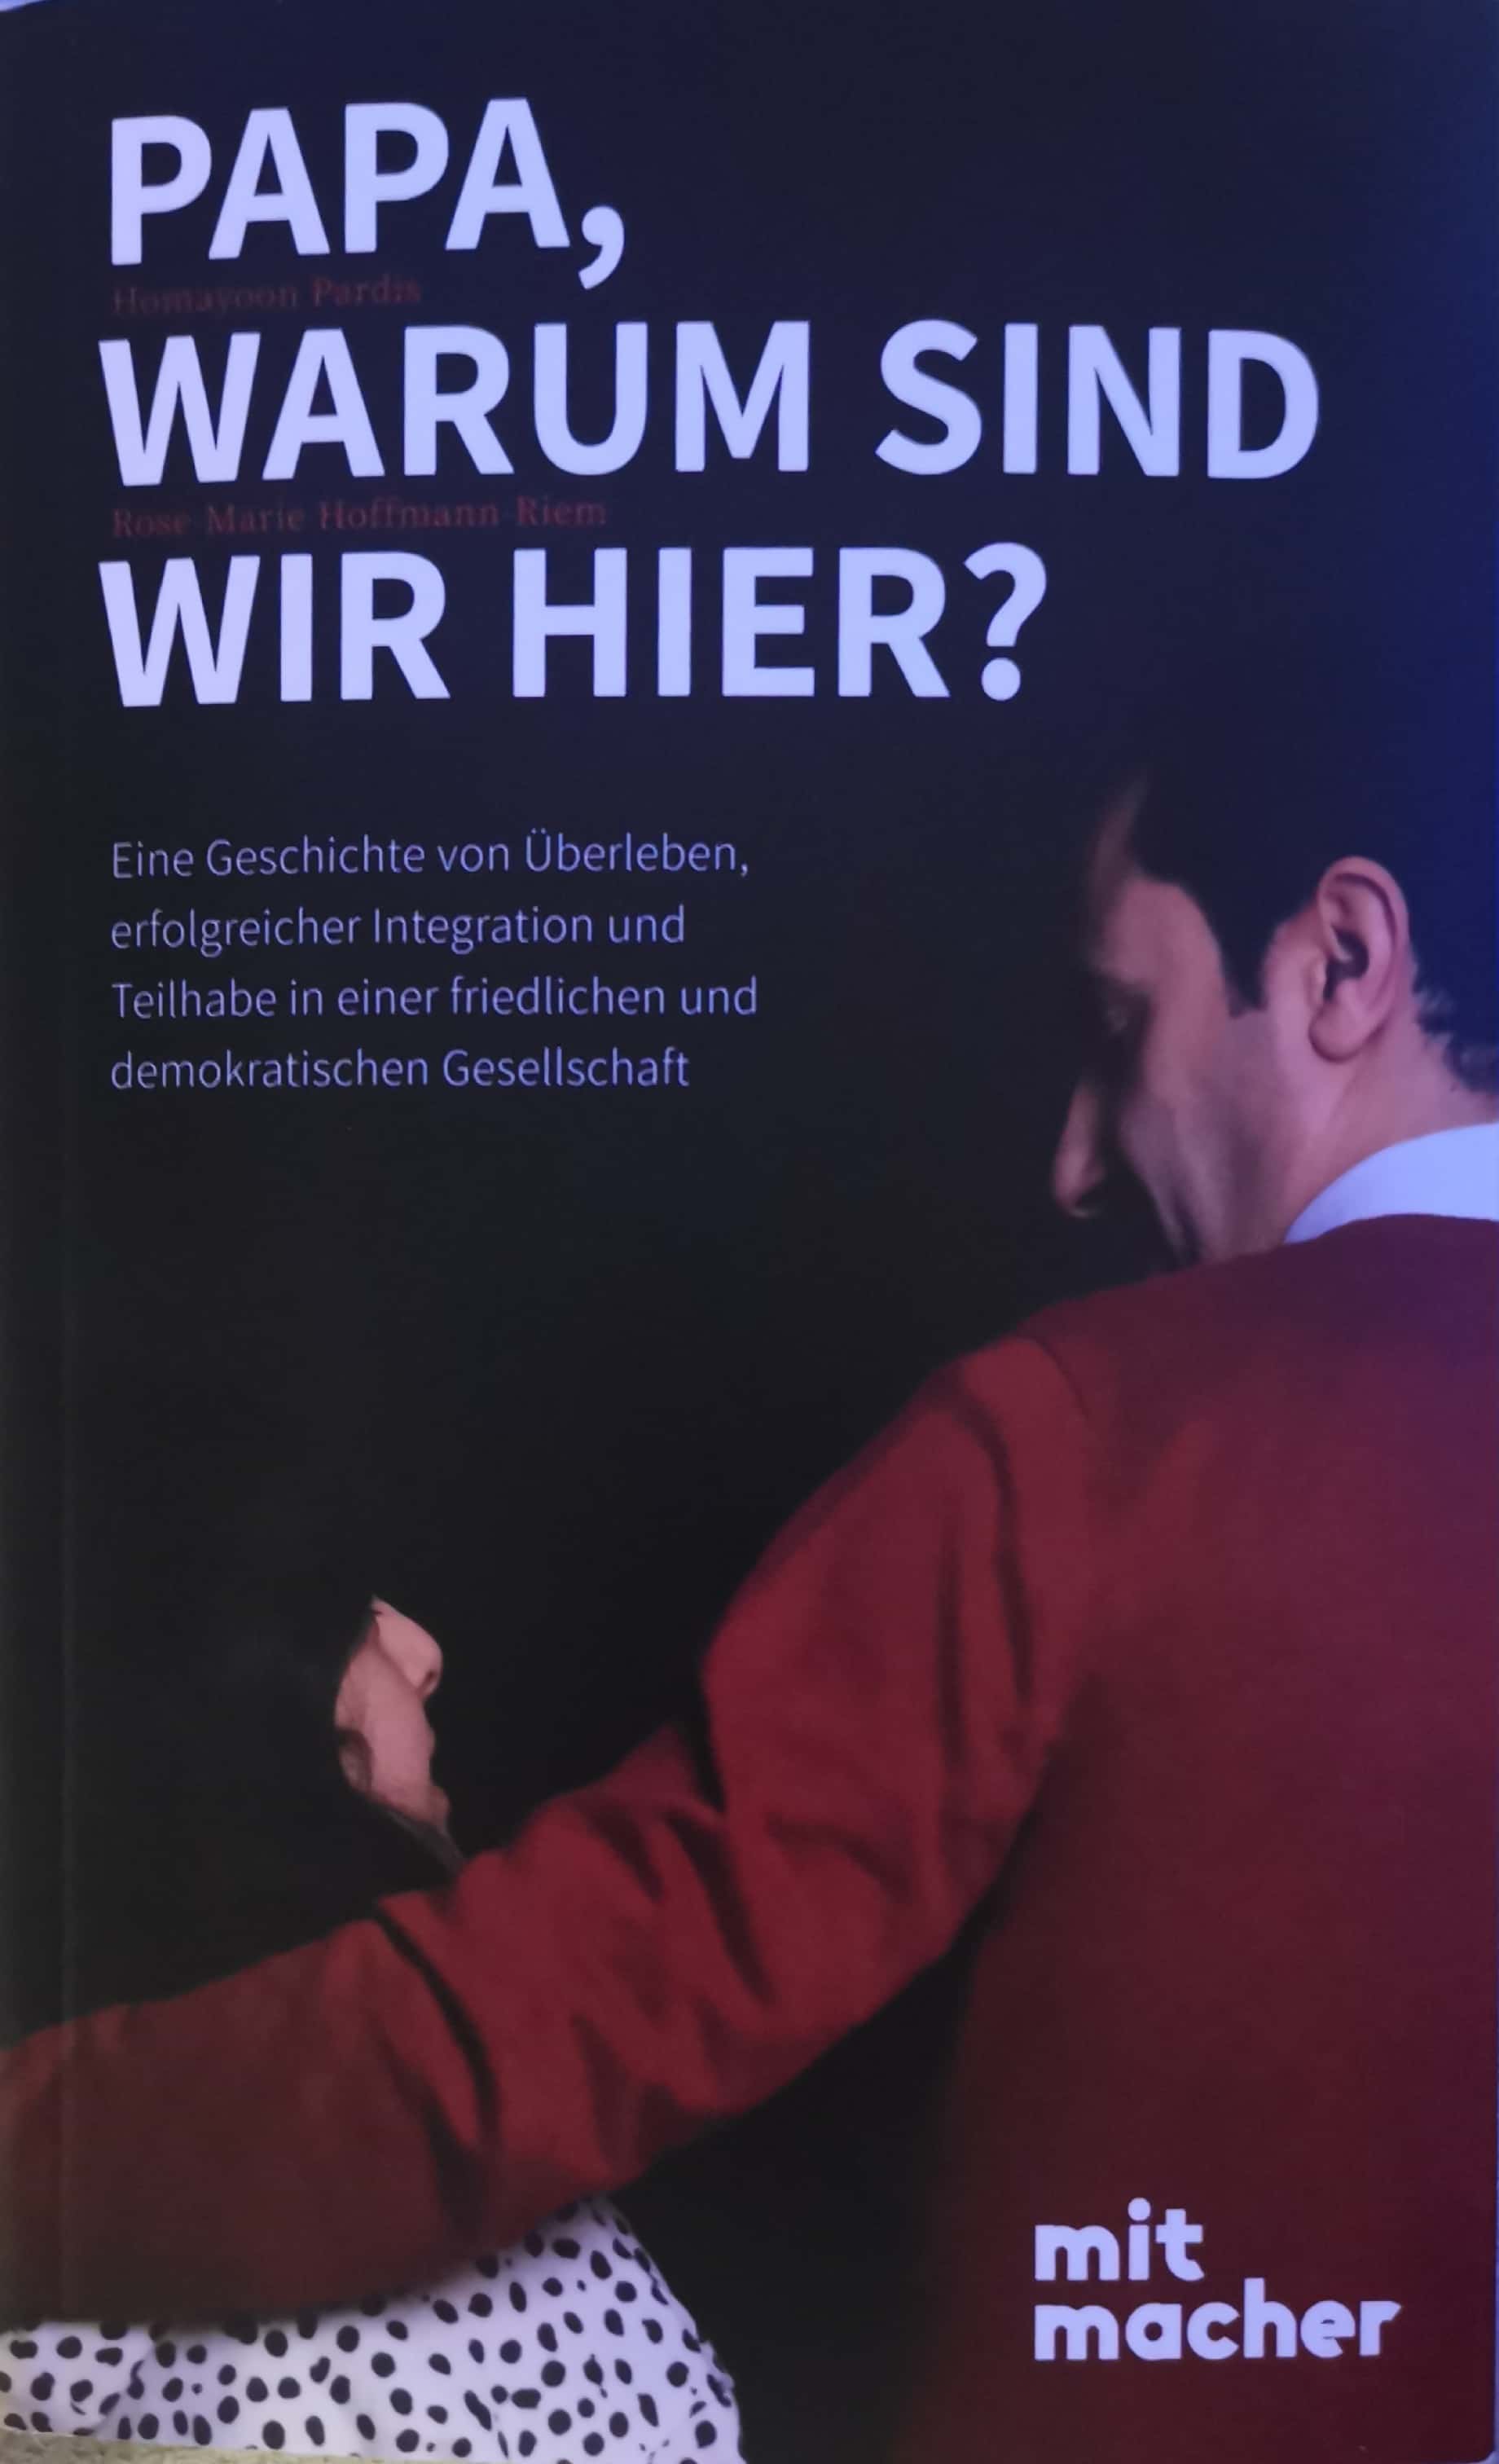 PAPA,
Homayoon Pardis
WARUM SIND
Rose-Marie Hoffmann-Riem
WIR HIER?
Eine Geschichte von Überleben,
erfolgreicher Integration und
Teilhabe in einer friedlichen und
demokratischen Gesellschaft
mit
macher